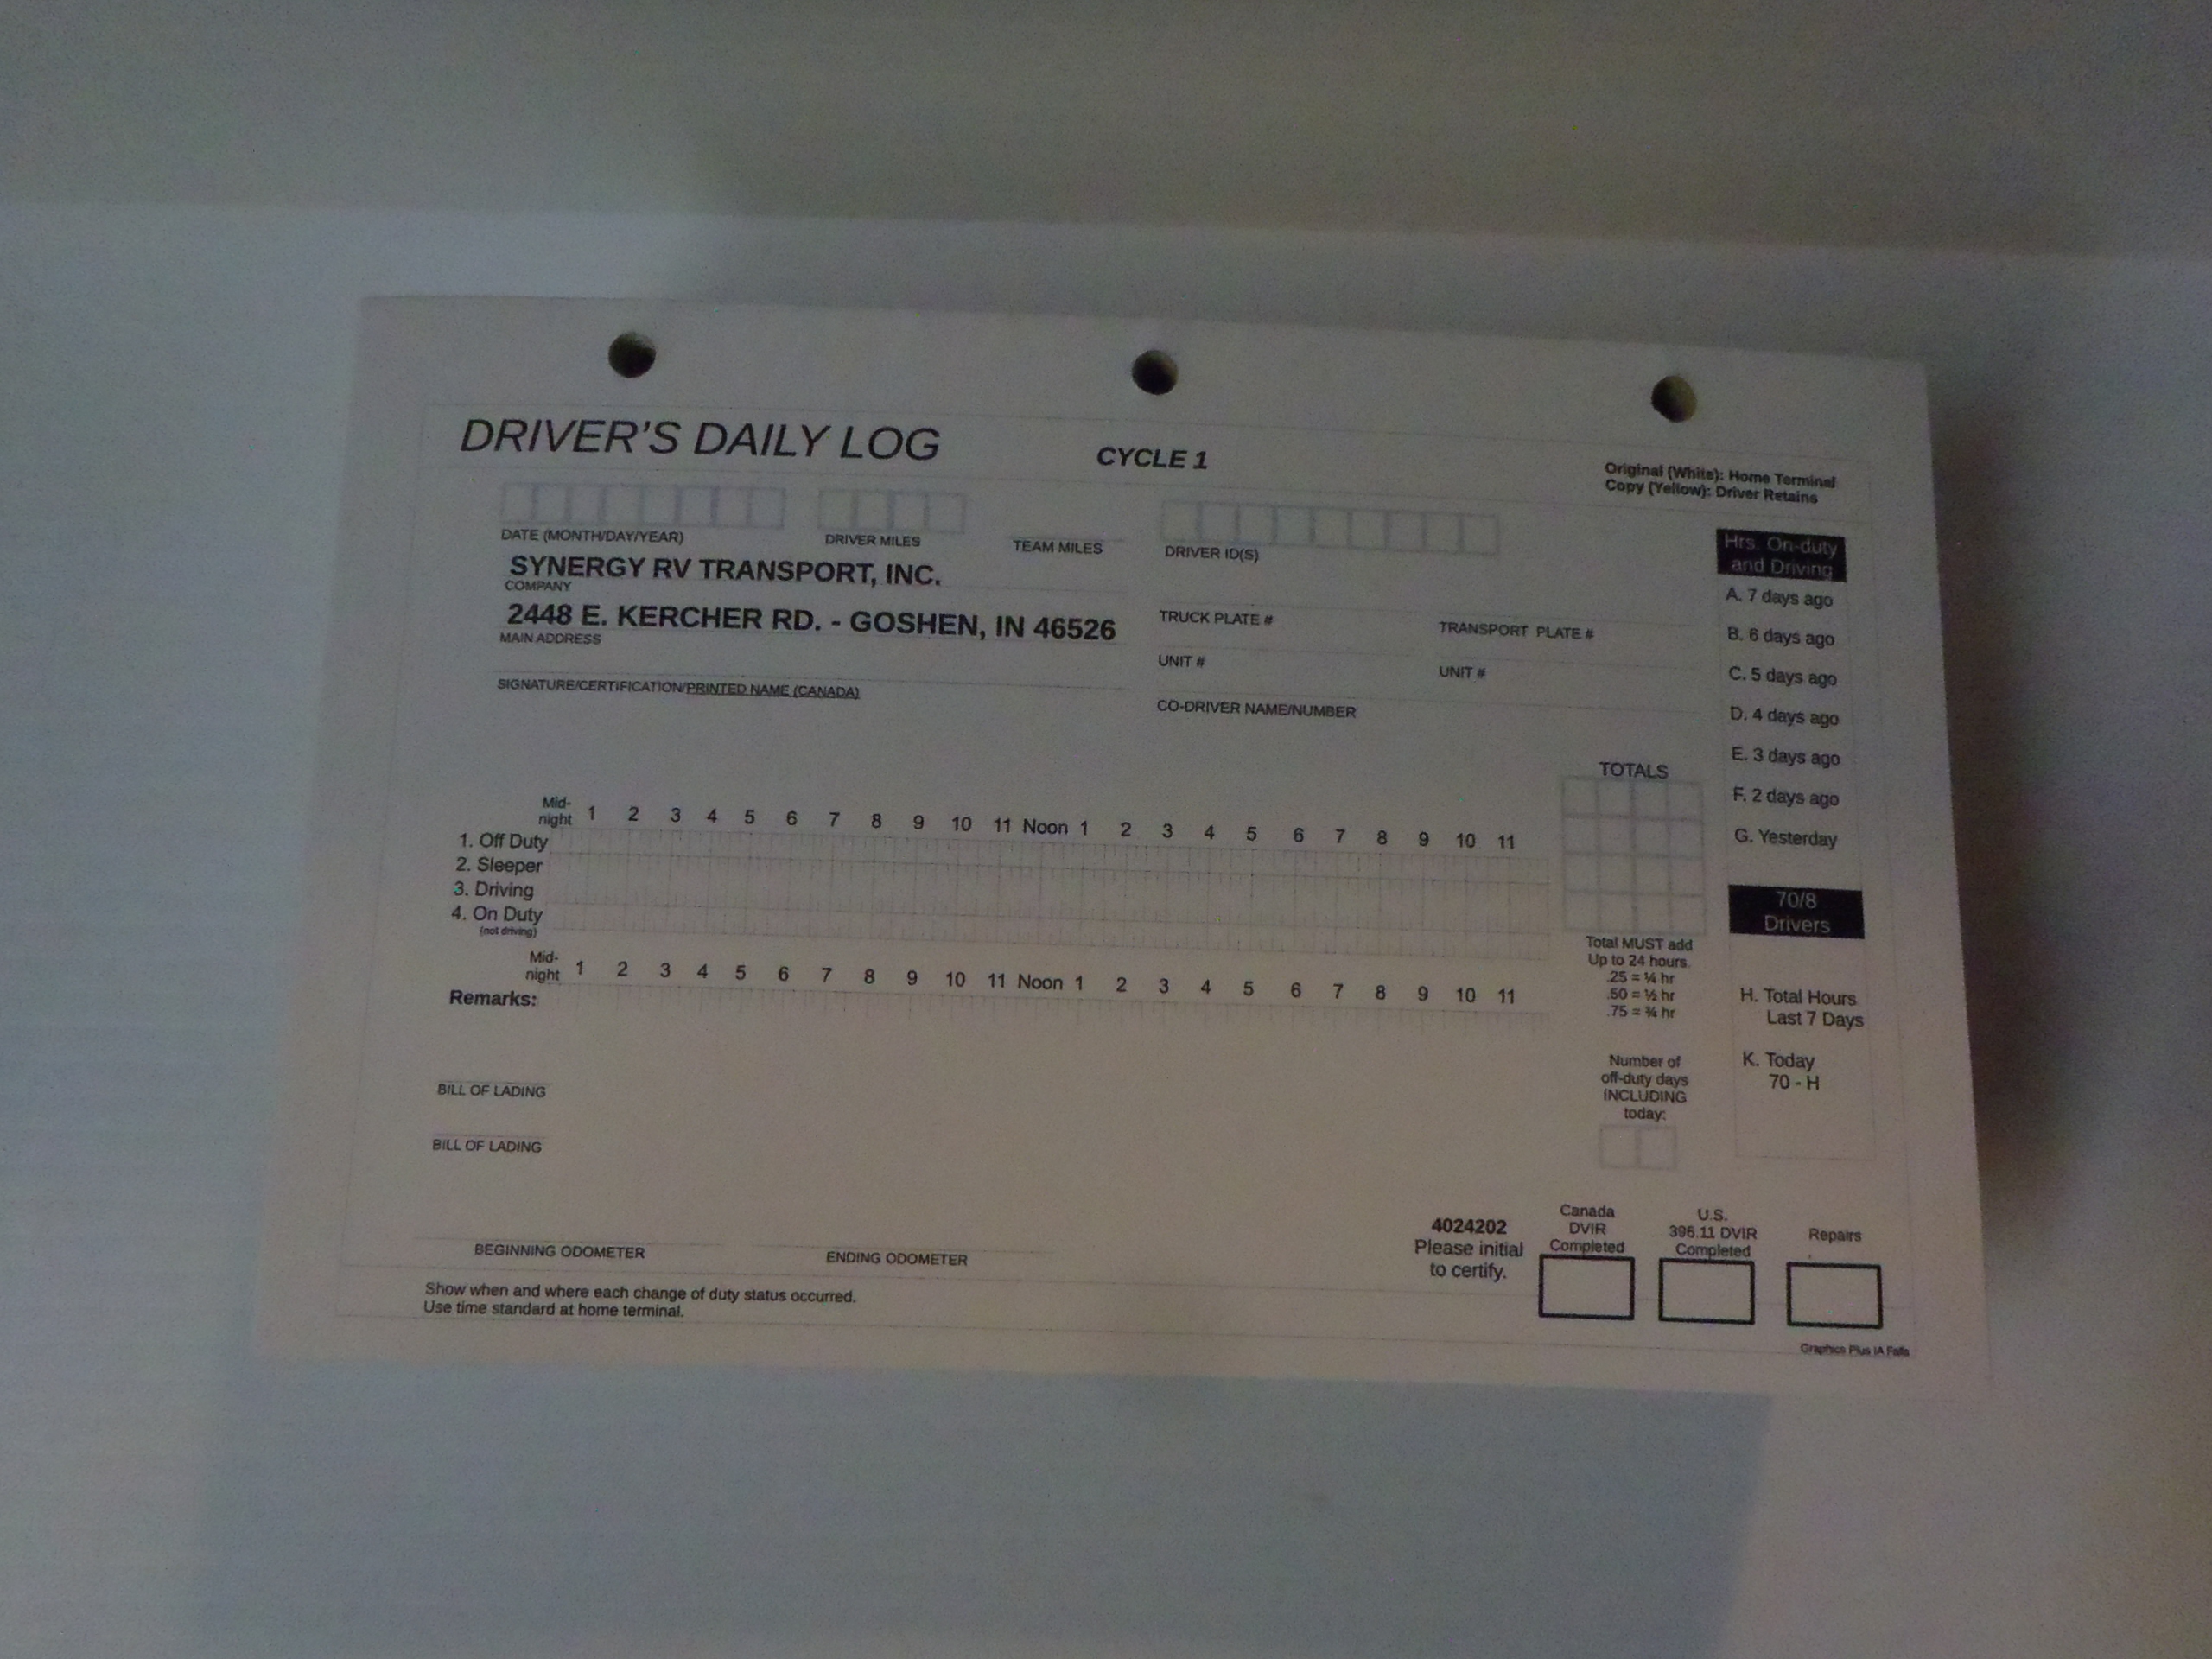 DRIVER'S DAILY LOG
CYCLE 1
Original (White): Home Terminal
Copy (Yellow): Driver Retains
DATE (MONTH/DAY/YEAR)
DRIVER MILES
TEAM MILES
DRIVER ID(S)
SYNERGY RV TRANSPORT, INC.
COMPANY
2448 E. KERCHER RD. - GOSHEN, IN 46526
MAIN ADDRESS
TRUCK PLATE #
TRANSPORT PLATE #
UNIT #
UNIT #
SIGNATURE/CERTIFICATION/PRINTED NAME (CANADA)
CO-DRIVER NAME/NUMBER
Hrs. On-duty
and Driving
A. 7 days ago
B. 6 days ago
C. 5 days ago
D. 4 days ago
E. 3 days ago
F. 2 days ago
G. Yesterday
70/8
Drivers
H. Total Hours
Last 7 Days
K. Today
70 - H
TOTALS
Mid-
night 1 2 3 4 5 6 7 8 9 10 11 Noon 1 2 3 4 5 6 7 8 9 10 11
1. Off Duty
2. Sleeper
3. Driving
4. On Duty
(not driving)
Mid-
night 1 2 3 4 5 6 7 8 9 10 11 Noon 1 2 3 4 5 6 7 8 9 10 11
Remarks:
Total MUST add
Up to 24 hours.
.25 = ¼ hr
.50 = ½ hr
.75 = ¾ hr
Number of
off-duty days
INCLUDING
today:
BILL OF LADING
BILL OF LADING
BEGINNING ODOMETER
ENDING ODOMETER
4024202
Please initial
to certify.
Canada
DVIR
Completed
U.S.
396.11 DVIR
Completed
Repairs
Show when and where each change of duty status occurred.
Use time standard at home terminal.
Graphics Plus IA Falls